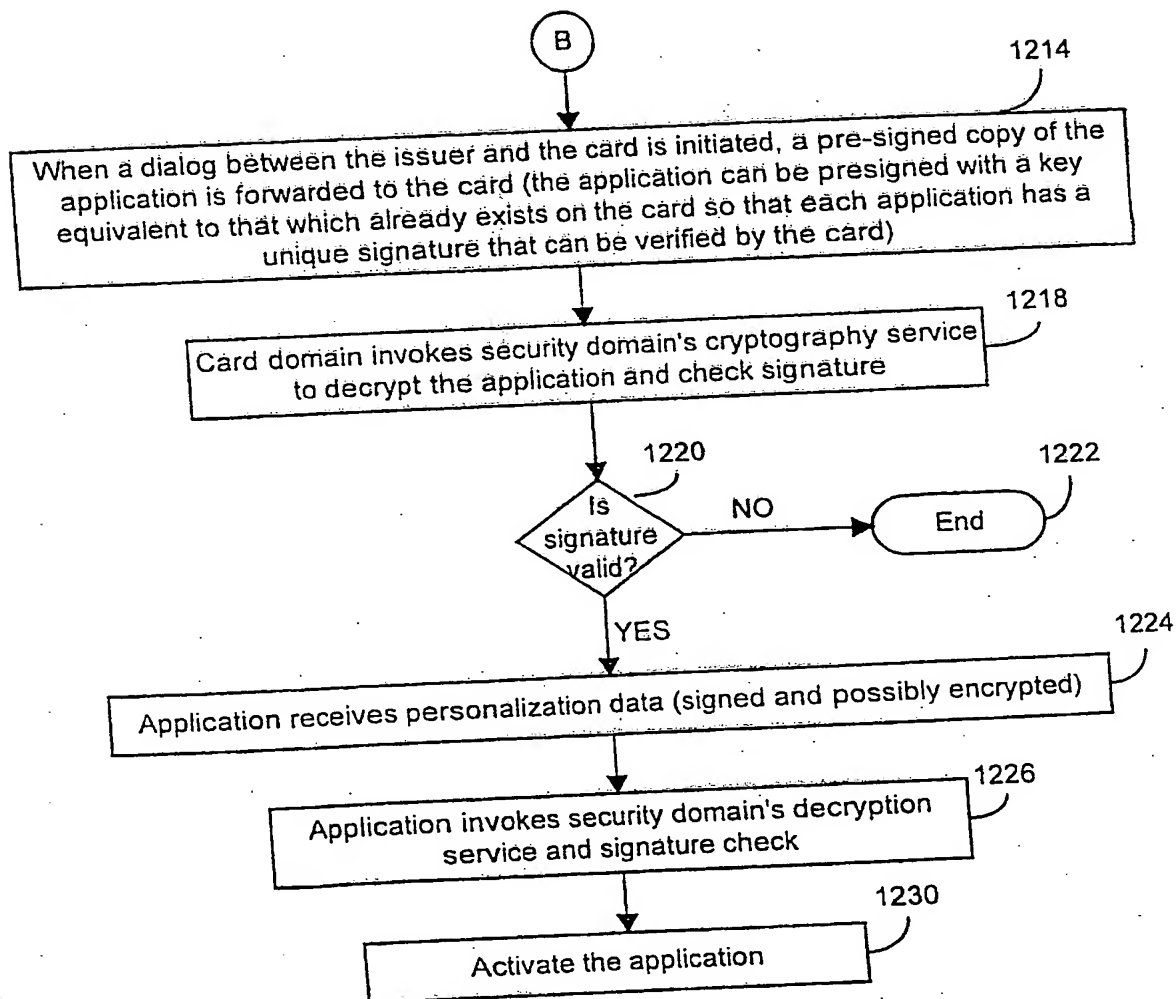 B
1214
When a dialog between the issuer and the card is initiated, a pre-signed copy of the
application is forwarded to the card (the application can be presigned with a key
equivalent to that which already exists on the card so that each application has a
unique signature that can be verified by the card)
1218
Card domain invokes security domain's cryptography service
to decrypt the application and check signature
1220
1222
Is
signature
valid?
NO
End
YES
1224
Application receives personalization data (signed and possibly encrypted)
1226
Application invokes security domain's decryption
service and signature check
1230
Activate the application